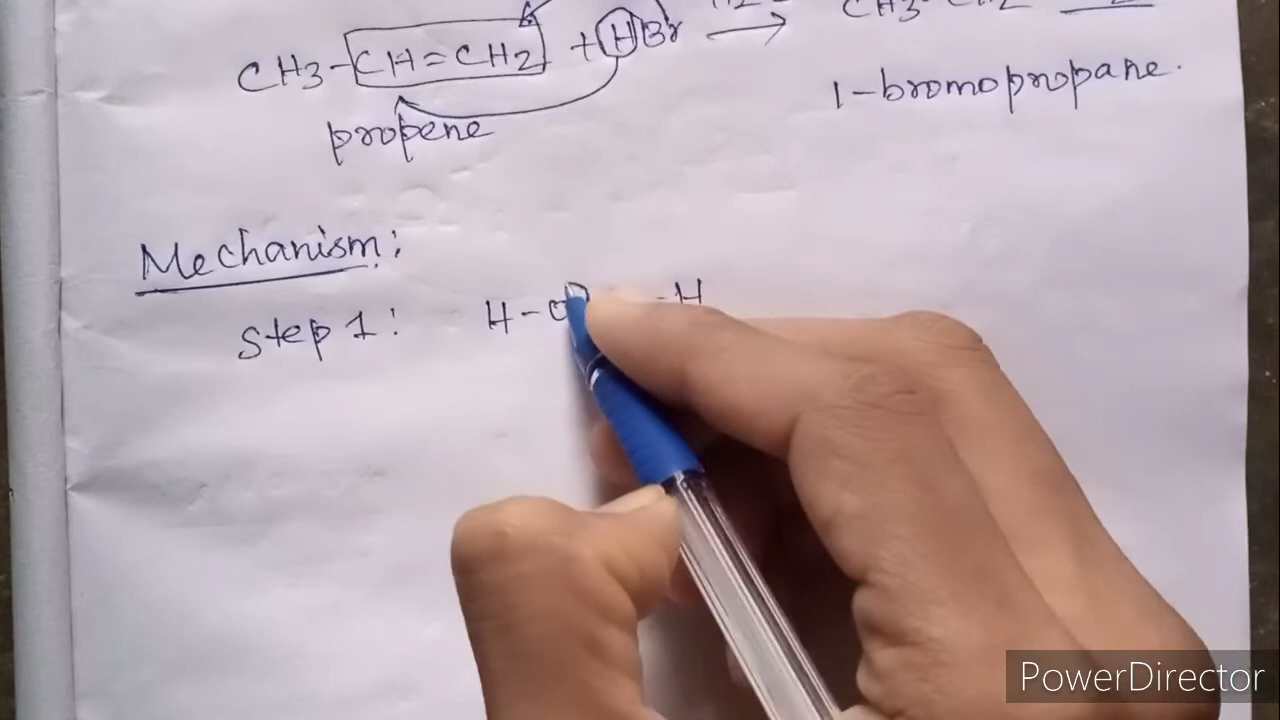 CH3-CH=CH2 + HBr → CH3-CH2
propene
1-bromopropane.
Mechanism:
Step 1: H-O -H
PowerDirector